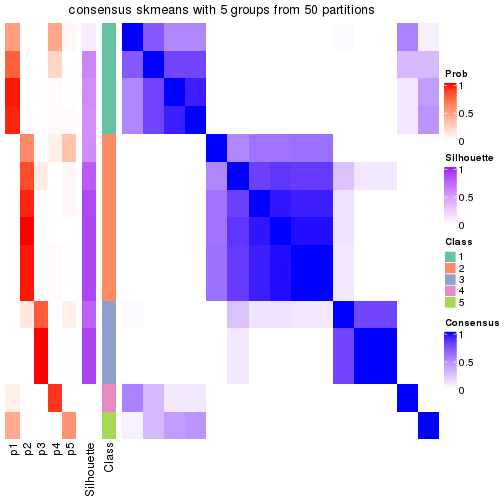 consensus skmeans with 5 groups from 50 partitions
Prob
1
0.5
0
Silhouette
1
0.5
0
Class
1
2
3
4
5
Consensus
1
0.5
0
p1
p2
p3
p4
p5
Silhouette
Class